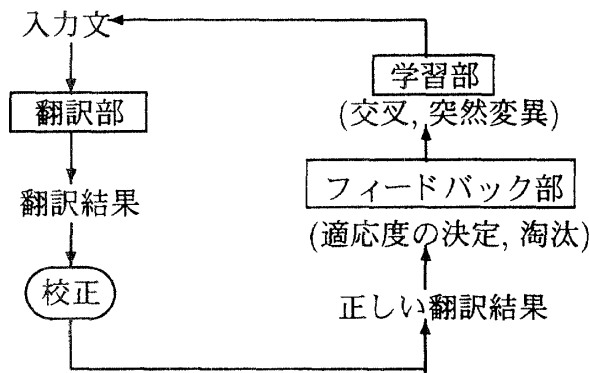 入力文
翻訳部
翻訳結果
校正
正しい翻訳結果
フィードバック部
(適応度の決定, 淘汰)
学習部
(交叉, 突然変異)